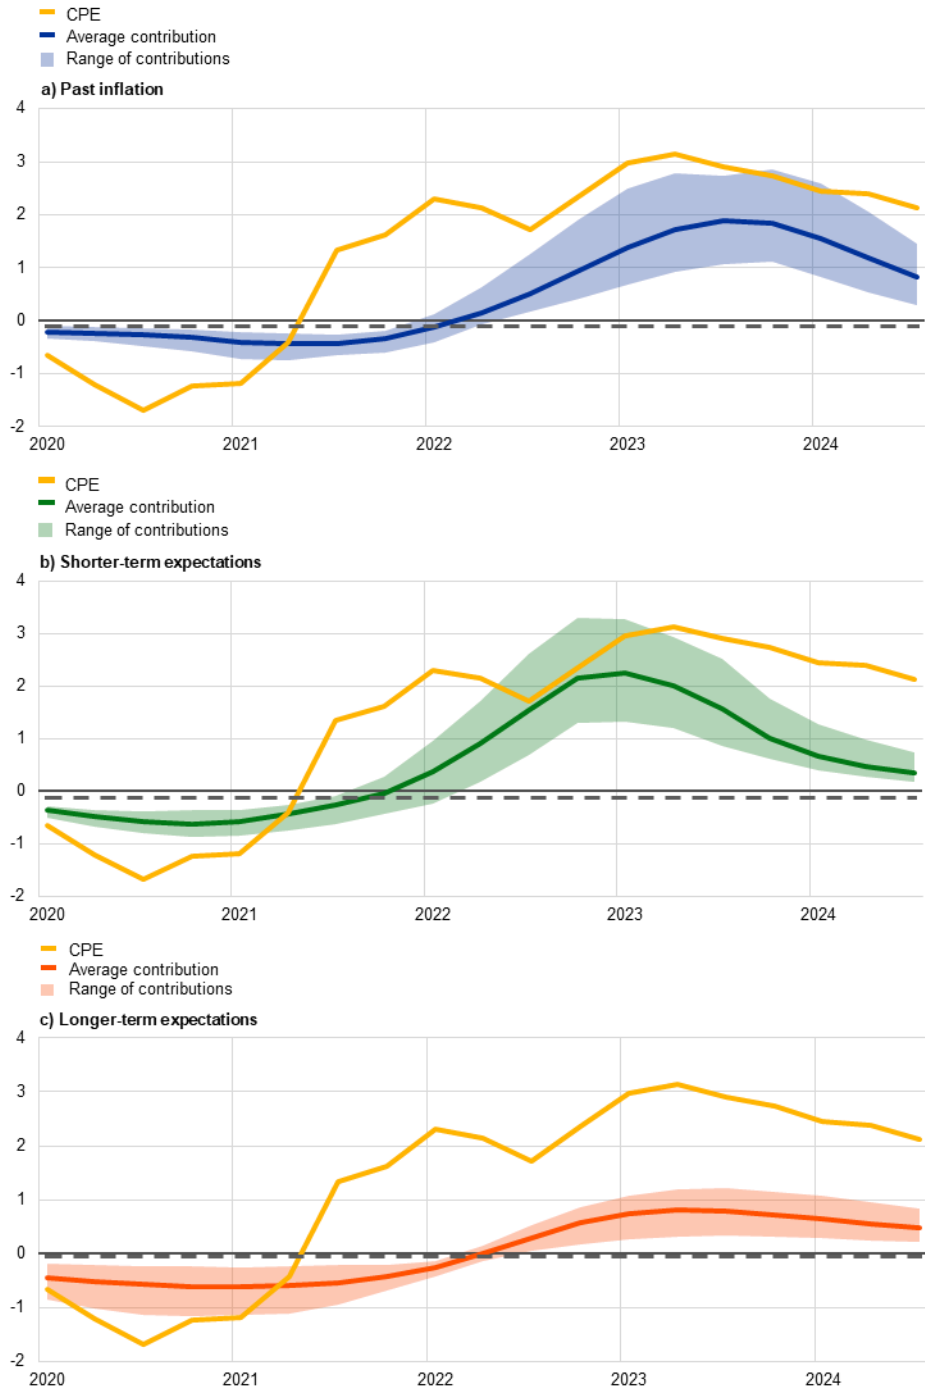 CPE
Average contribution
Range of contributions
a) Past inflation
4
3
2
1
0
-1
-2
2020 2021 2022 2023 2024
CPE
Average contribution
Range of contributions
b) Shorter-term expectations
4
3
2
1
0
-1
-2
2020 2021 2022 2023 2024
CPE
Average contribution
Range of contributions
c) Longer-term expectations
4
3
2
1
0
-1
-2
2020 2021 2022 2023 2024